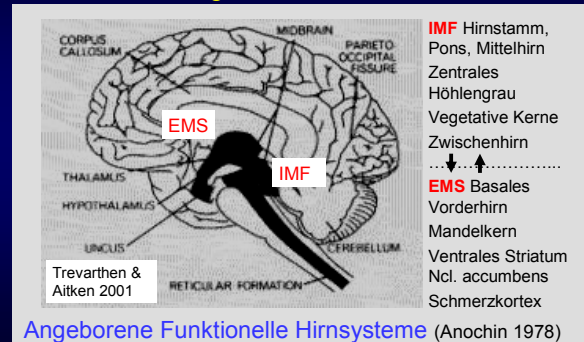 MIDBRAIN
CORPUS
CALLOSUM
PARIETO
OCCIPITAL
FISSURE
EMS
IMF
THALAMUS
HYPOTHALAMUS
UNCUS
CEREBELLUM
RETICULAR FORMATION
Trevarthen &
Aitken 2001
IMF Hirnstamm,
Pons, Mittelhirn
Zentrales
Höhlengrau
Vegetative Kerne
Zwischenhirn
EMS Basales
Vorderhirn
Mandelkern
Ventrales Striatum
Ncl. accumbens
Schmerzkortex
Angeborene Funktionelle Hirnsysteme (Anochin 1978)